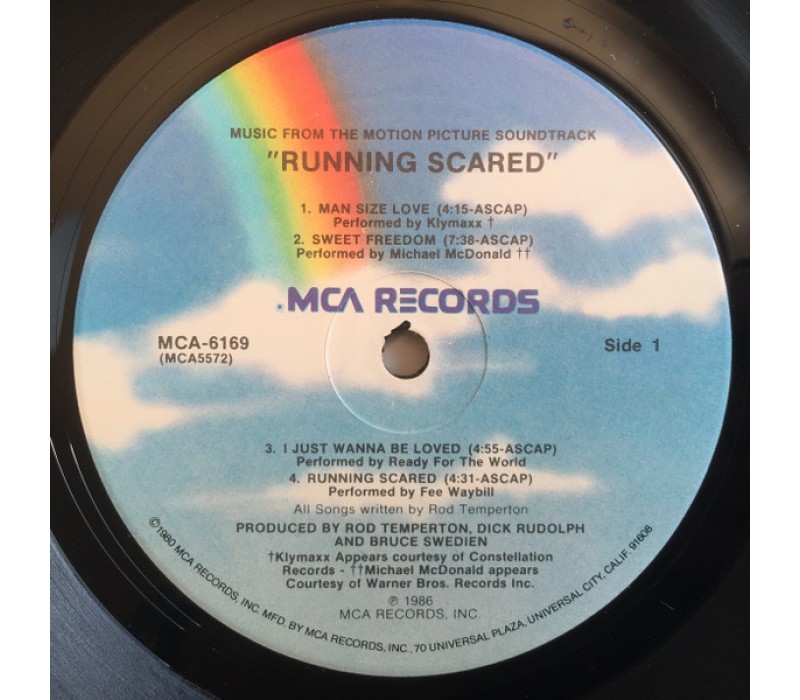 MUSIC FROM THE MOTION PICTURE SOUNDTRACK
"RUNNING SCARED"
1. MAN SIZE LOVE (4:15-ASCAP)
Performed by Klymaxx †
2. SWEET FREEDOM (7:38-ASCAP)
Performed by Michael McDonald ††
MCA RECORDS
MCA-6169
(MCA5572)
Side 1
3. I JUST WANNA BE LOVED (4:55-ASCAP)
Performed by Ready For The World
4. RUNNING SCARED (4:31-ASCAP)
Performed by Fee Waybill
All Songs written by Rod Temperton
PRODUCED BY ROD TEMPERTON, DICK RUDOLPH
AND BRUCE SWEDIEN
†Klymaxx Appears courtesy of Constellation
Records - ††Michael McDonald appears
Courtesy of Warner Bros. Records Inc.
℗ 1986
MCA RECORDS, INC.
©1980 MCA RECORDS, INC. MFD. BY MCA RECORDS, INC., 70 UNIVERSAL PLAZA, UNIVERSAL CITY, CALIF. 91608